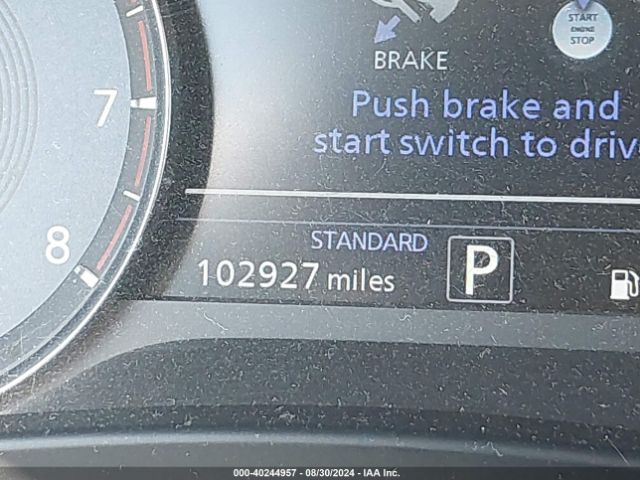 START
ENGINE
STOP
BRAKE
Push brake and
start switch to driv
7
8
STANDARD
102927 miles
P
000-40244957 - 08/30/2024 - IAA Inc.